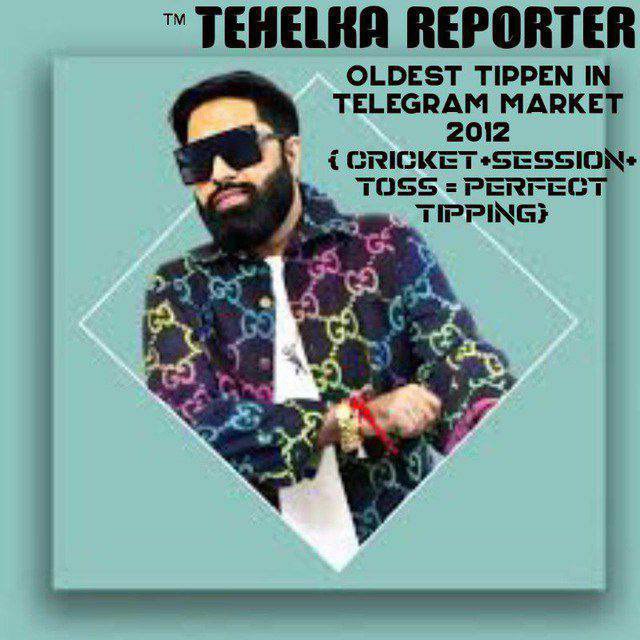 ™ TEHELKA REPORTER
OLDEST TIPPEN IN
TELEGRAM MARKET
2012
{ CRICKET+SESSION+
TOSS = PERFECT
TIPPING}